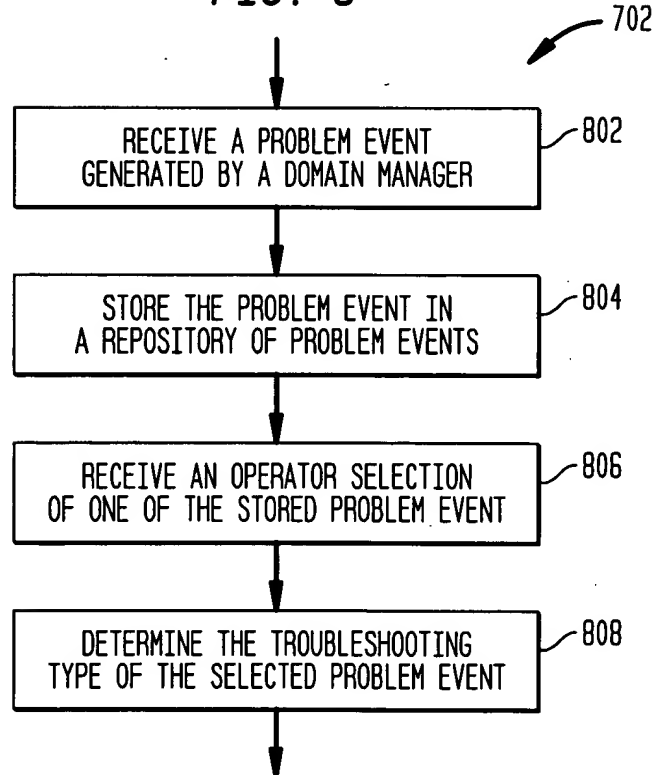 FIG. 8
702
RECEIVE A PROBLEM EVENT
GENERATED BY A DOMAIN MANAGER
802
STORE THE PROBLEM EVENT IN
A REPOSITORY OF PROBLEM EVENTS
804
RECEIVE AN OPERATOR SELECTION
OF ONE OF THE STORED PROBLEM EVENT
806
DETERMINE THE TROUBLESHOOTING
TYPE OF THE SELECTED PROBLEM EVENT
808